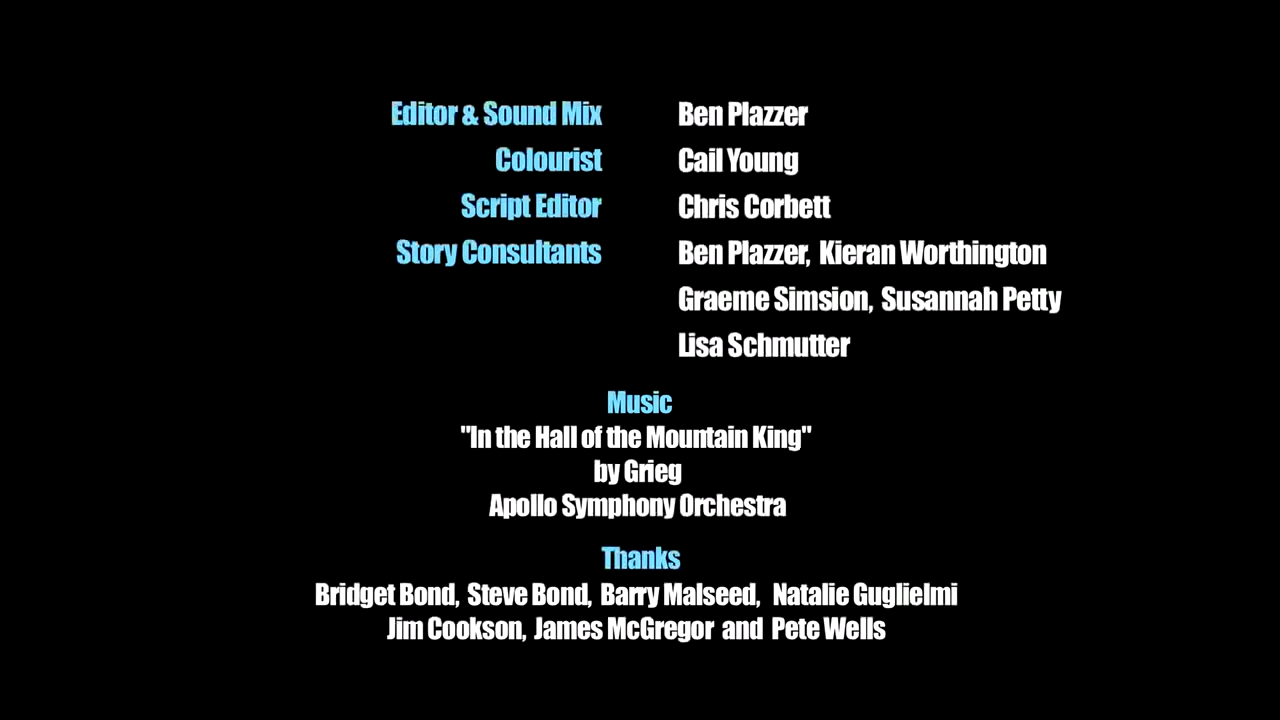 Editor & Sound Mix Ben Plazzer
Colourist Cail Young
Script Editor Chris Corbett
Story Consultants Ben Plazzer, Kieran Worthington
Graeme Simsion, Susannah Petty
Lisa Schmutter
Music
"In the Hall of the Mountain King"
by Grieg
Apollo Symphony Orchestra
Thanks
Bridget Bond, Steve Bond, Barry Malseed, Natalie Guglielmi
Jim Cookson, James McGregor and Pete Wells